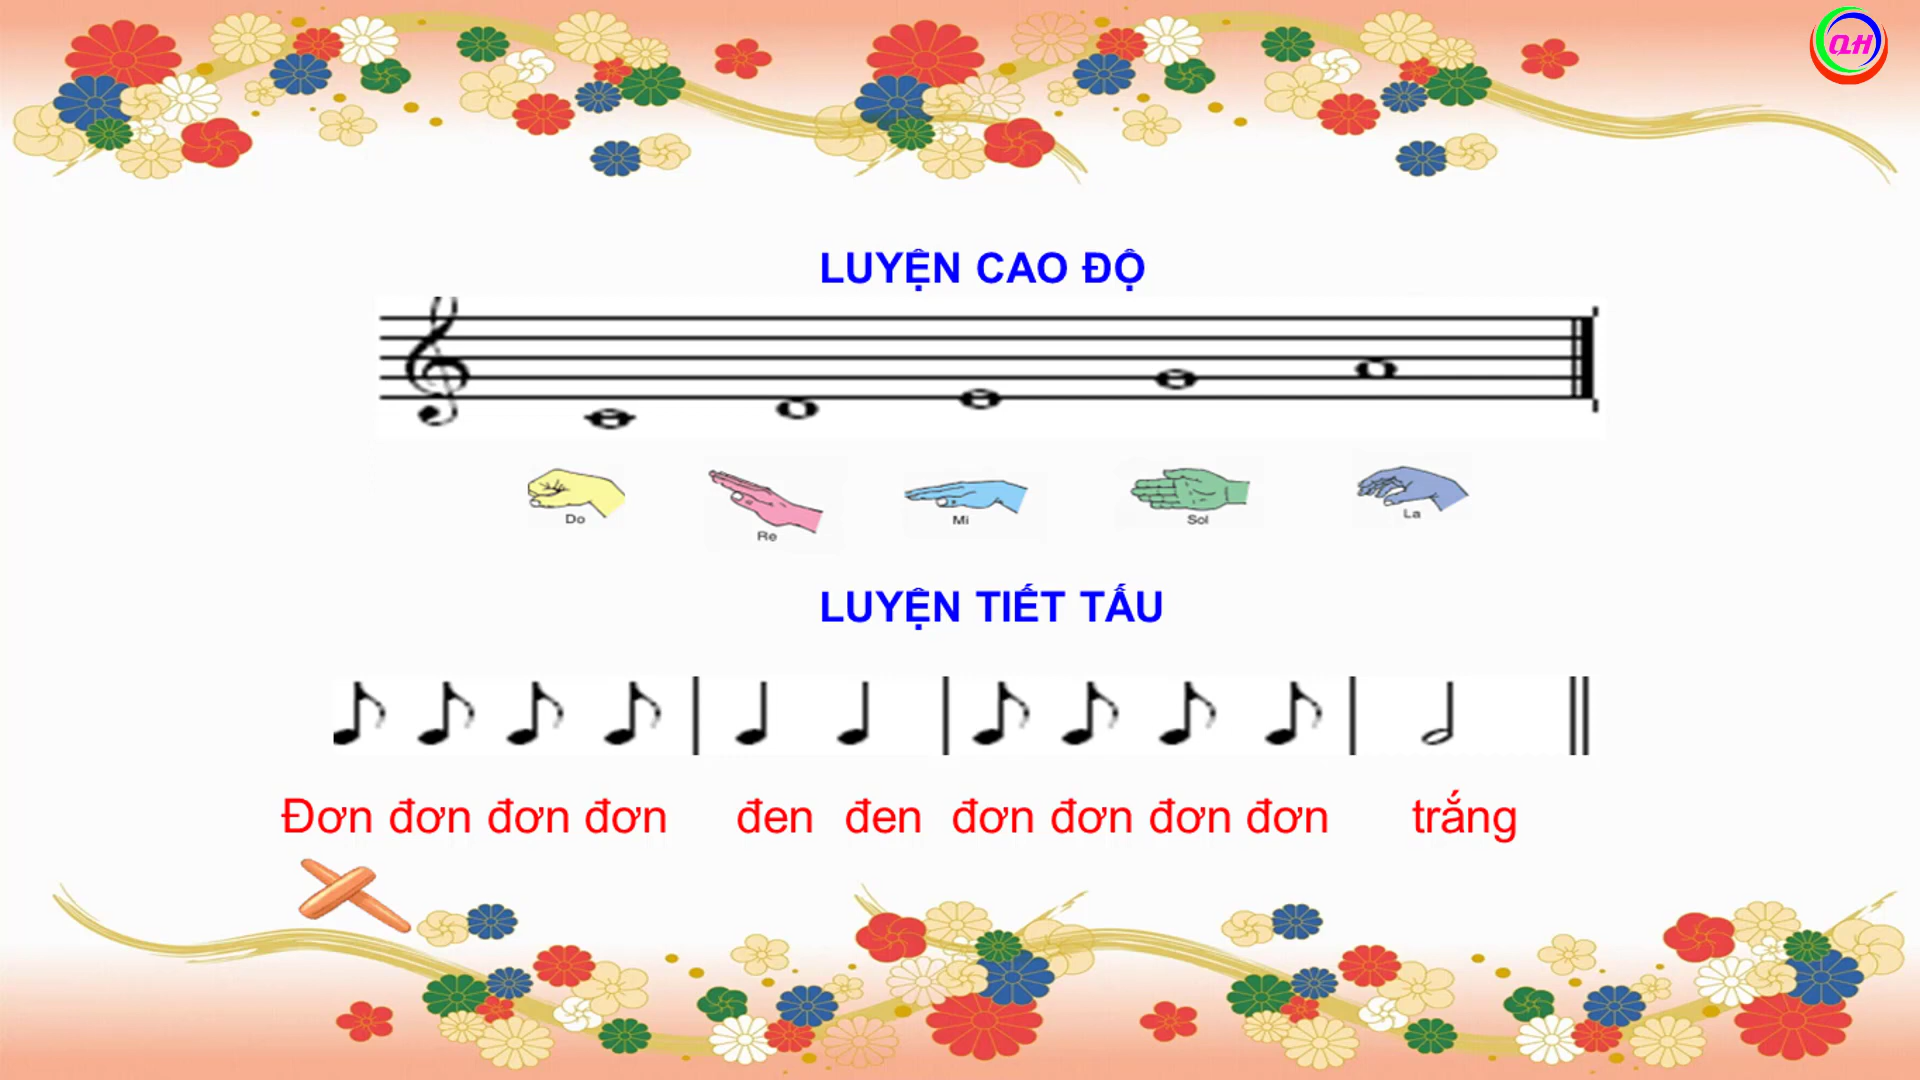 QH
LUYỆN CAO ĐỘ
Do Re Mi Sol La
LUYỆN TIẾT TẤU
Đơn đơn đơn đơn đen đen đơn đơn đơn đơn trắng